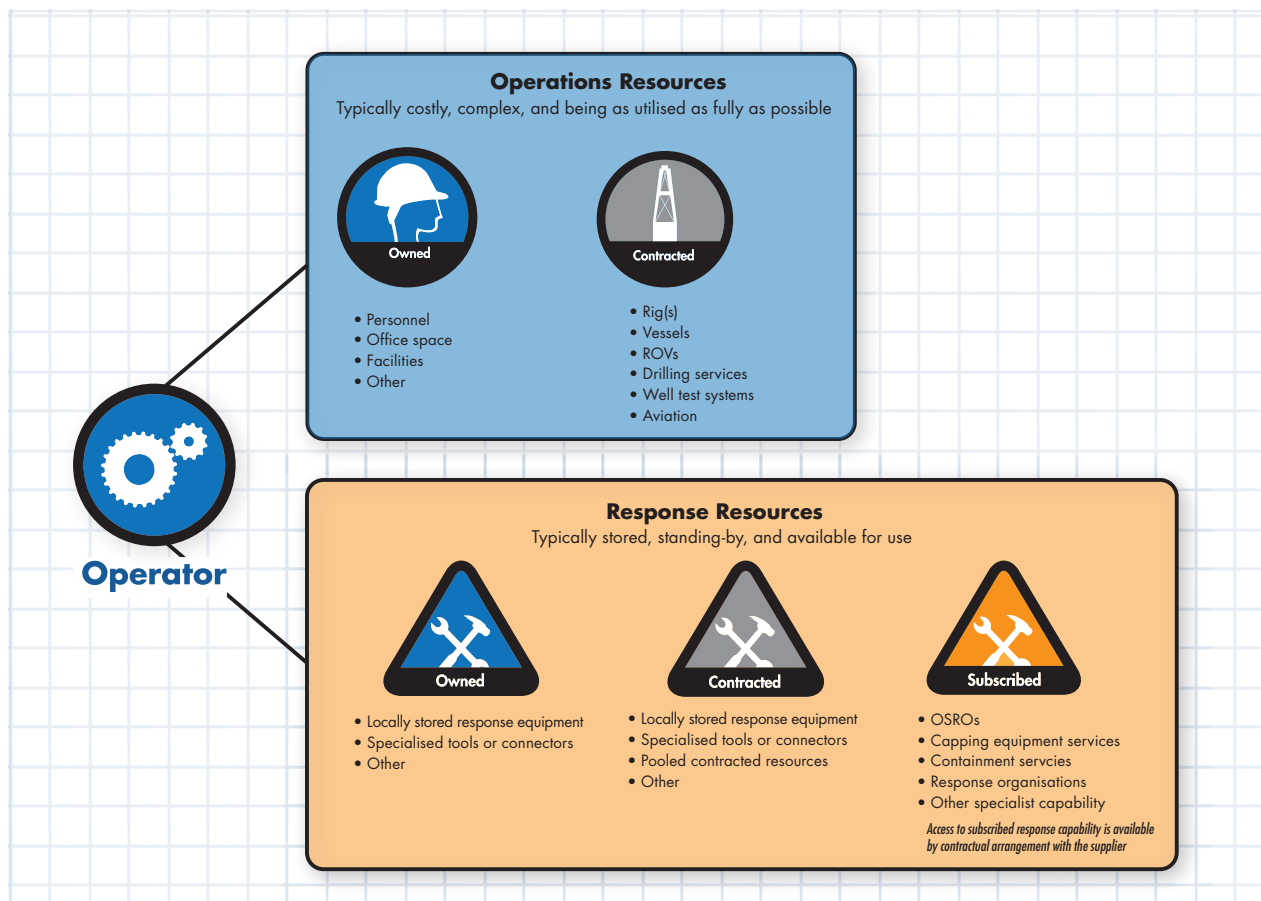 Operations Resources
Typically costly, complex, and being as utilised as fully as possible
Owned
• Personnel
• Office space
• Facilities
• Other
Contracted
• Rig(s)
• Vessels
• ROVs
• Drilling services
• Well test systems
• Aviation
Operator
Response Resources
Typically stored, standing-by, and available for use
Owned
• Locally stored response equipment
• Specialised tools or connectors
• Other
Contracted
• Locally stored response equipment
• Specialised tools or connectors
• Pooled contracted resources
• Other
Subscribed
• OSROs
• Capping equipment services
• Containment servcies
• Response organisations
• Other specialist capability
Access to subscribed response capability is available
by contractual arrangement with the supplier